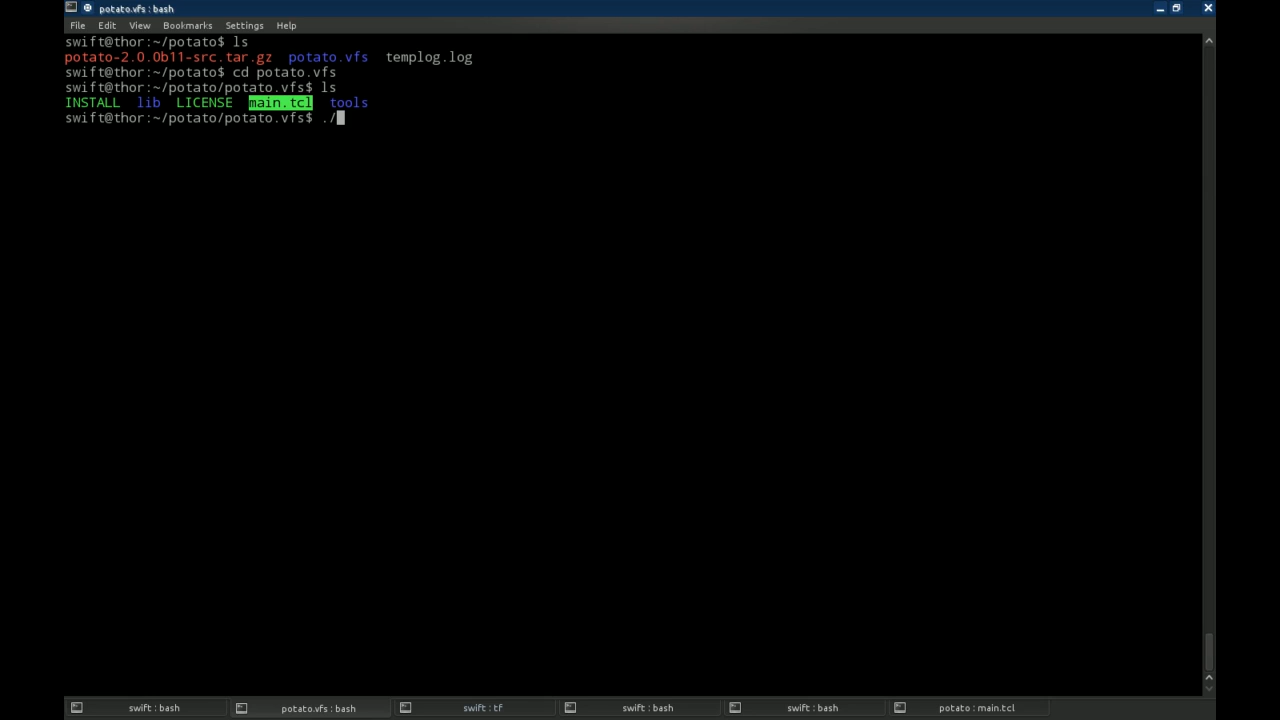 potato.vfs : bash
File Edit View Bookmarks Settings Help
swift@thor:~/potato$ ls
potato-2.0.0b11-src.tar.gz potato.vfs templog.log
swift@thor:~/potato$ cd potato.vfs
swift@thor:~/potato/potato.vfs$ ls
INSTALL lib LICENSE main.tcl tools
swift@thor:~/potato/potato.vfs$ ./
swift : bash potato.vfs : bash swift : tf swift : bash swift : bash potato : main.tcl